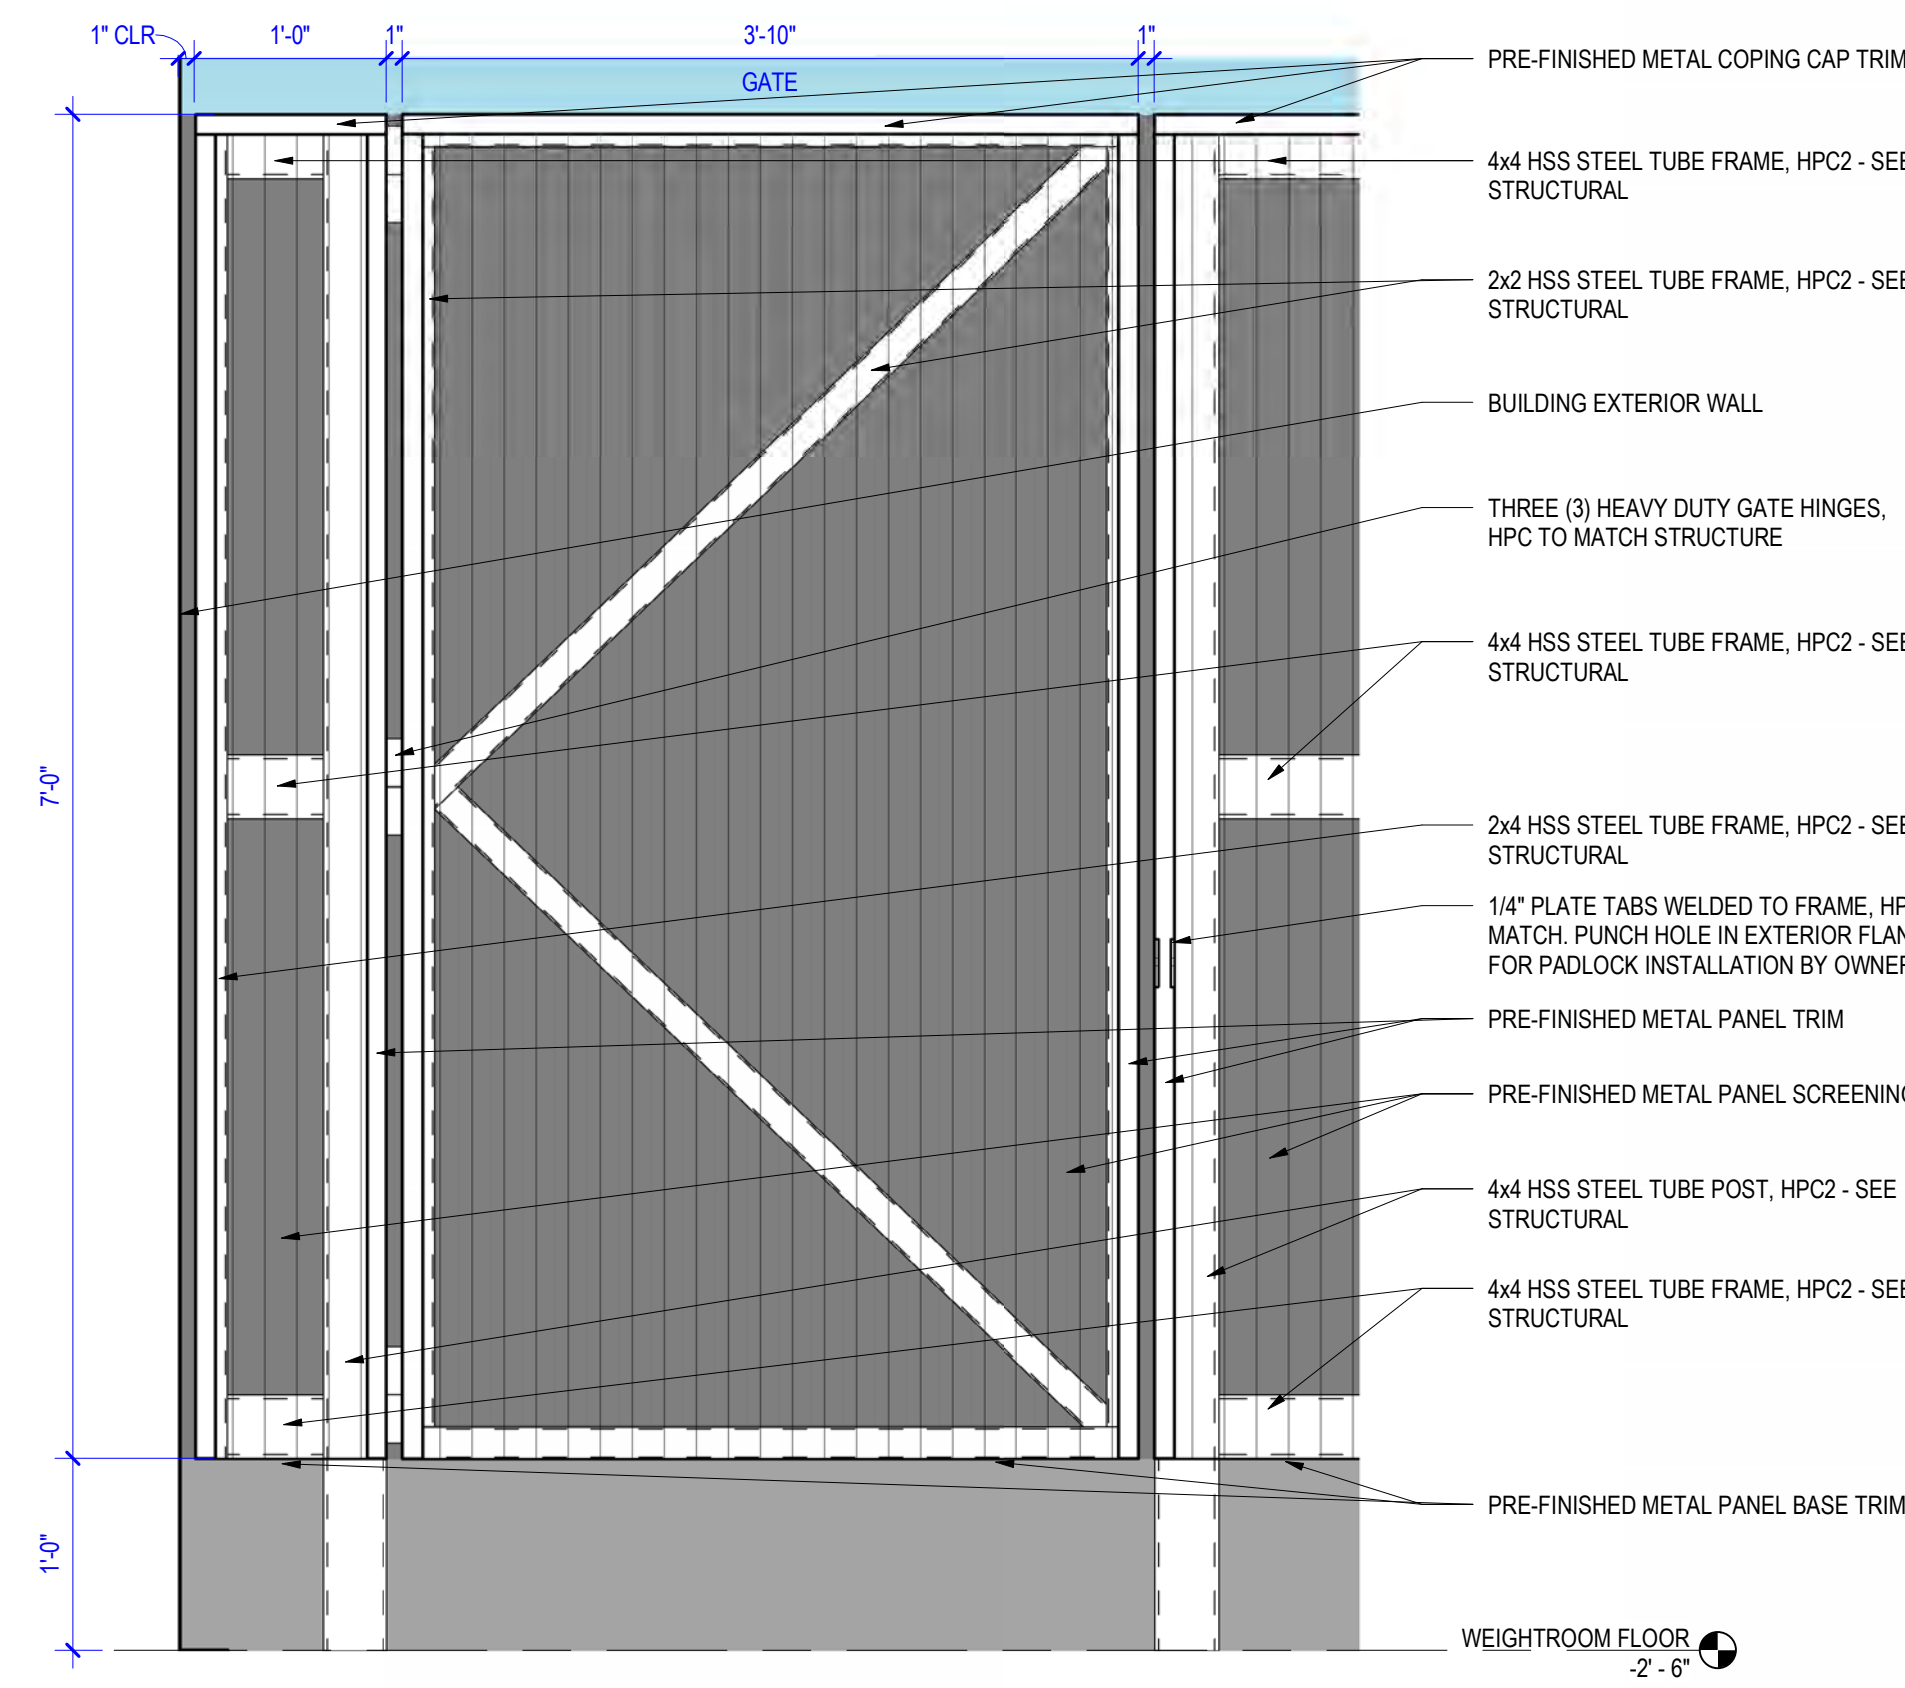 1" CLR 1'-0" 1" 3'-10" 1"
GATE
PRE-FINISHED METAL COPING CAP TRIM
4x4 HSS STEEL TUBE FRAME, HPC2 - SEE
STRUCTURAL
2x2 HSS STEEL TUBE FRAME, HPC2 - SEE
STRUCTURAL
BUILDING EXTERIOR WALL
THREE (3) HEAVY DUTY GATE HINGES,
HPC TO MATCH STRUCTURE
4x4 HSS STEEL TUBE FRAME, HPC2 - SEE
STRUCTURAL
7'-0"
2x4 HSS STEEL TUBE FRAME, HPC2 - SEE
STRUCTURAL
1/4" PLATE TABS WELDED TO FRAME,
MATCH. PUNCH HOLE IN EXTERIOR
FOR PADLOCK INSTALLATION BY OWNER
PRE-FINISHED METAL PANEL TRIM
PRE-FINISHED METAL PANEL SCREENING
4x4 HSS STEEL TUBE POST, HPC2 - SEE
STRUCTURAL
4x4 HSS STEEL TUBE FRAME, HPC2 - SEE
STRUCTURAL
PRE-FINISHED METAL PANEL BASE TRIM
1'-0"
WEIGHTROOM FLOOR
-2' - 6"